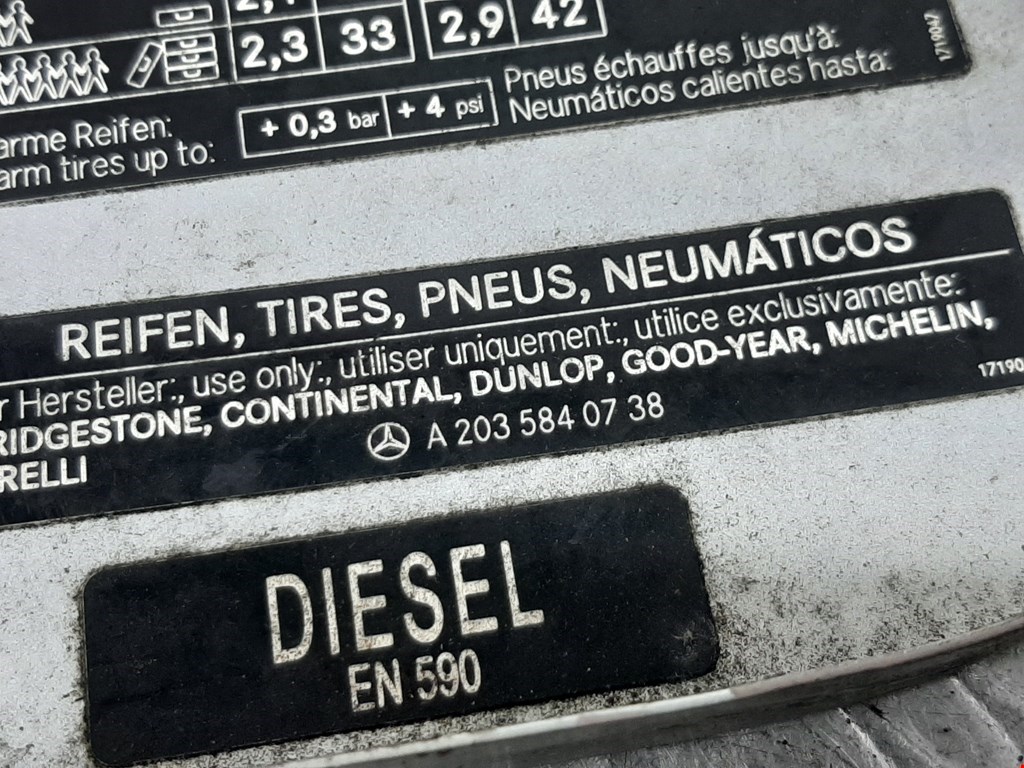 2,3 33 2,9 42
+ 0,3 bar + 4 psi
arme Reifen:
arm tires up to:
Pneus échauffes jusqu'à:
Neumáticos calientes hasta:
REIFEN, TIRES, PNEUS, NEUMÁTICOS
r Hersteller:, use only:, utiliser uniquement:, utilice exclusivamente:
RIDGESTONE, CONTINENTAL, DUNLOP, GOOD-YEAR, MICHELIN,
RELLI
A 203 584 07 38
17190
DIESEL
EN 590